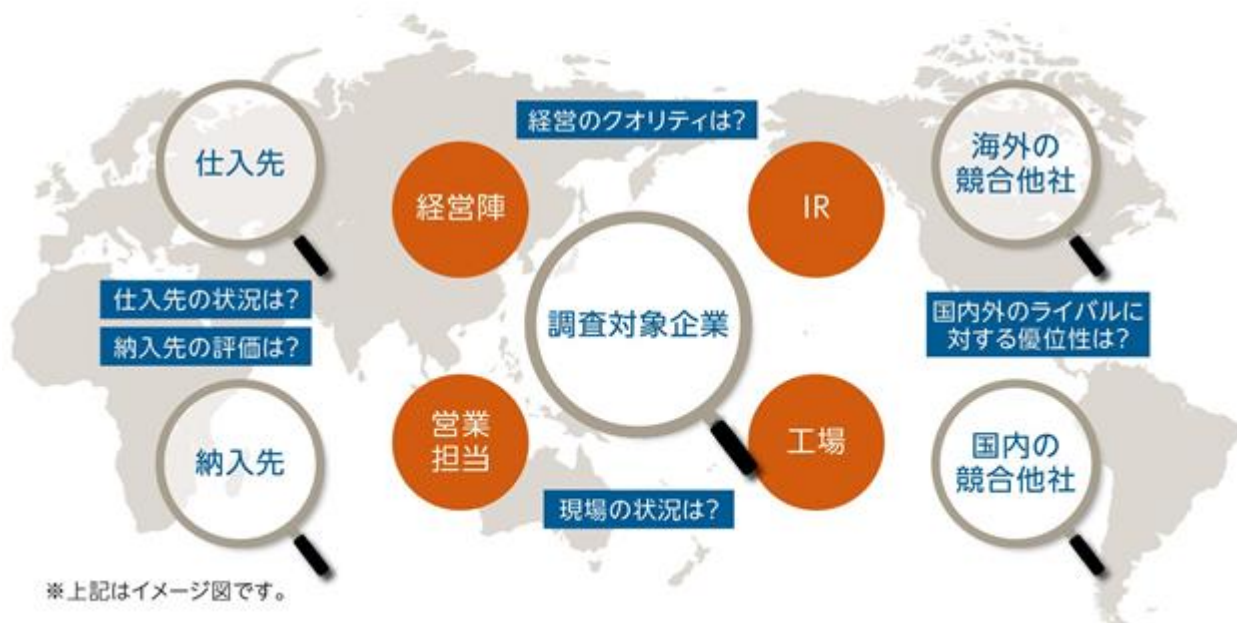 経営のクオリティは?
仕入先
経営陣
IR
海外の
競合他社
仕入先の状況は?
納入先の評価は?
調査対象企業
国内外のライバルに
対する優位性は?
納入先
営業
担当
工場
国内の
競合他社
現場の状況は?
※上記はイメージ図です。